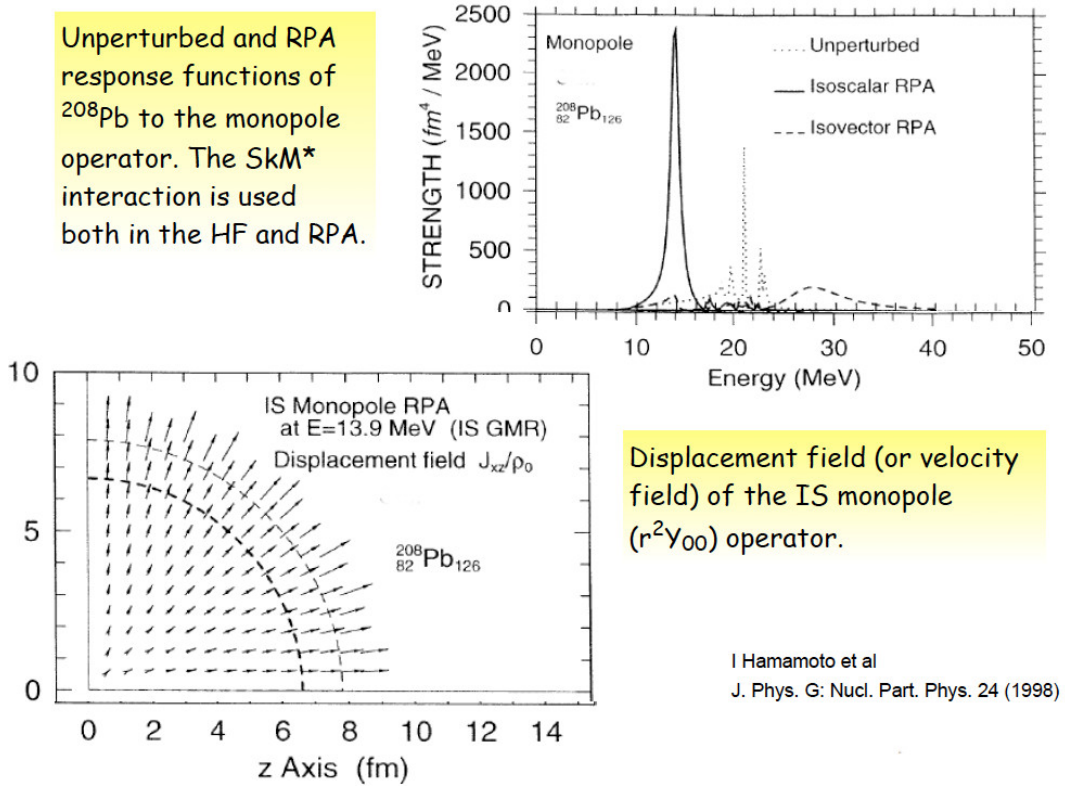 Unperturbed and RPA
response functions of
²⁰⁸Pb to the monopole
operator. The SkM*
interaction is used
both in the HF and RPA.
STRENGTH (fm⁴ / MeV)
2500
2000
1500
1000
500
0
Monopole
²⁰⁸₈₂Pb₁₂₆
Unperturbed
Isoscalar RPA
Isovector RPA
0 10 20 30 40 50
Energy (MeV)
10
5
0
IS Monopole RPA
at E=13.9 MeV (IS GMR)
Displacement field J_xz/ρ₀
²⁰⁸₈₂Pb₁₂₆
0 2 4 6 8 10 12 14
z Axis (fm)
Displacement field (or velocity
field) of the IS monopole
(r²Y₀₀) operator.
I Hamamoto et al
J. Phys. G: Nucl. Part. Phys. 24 (1998)